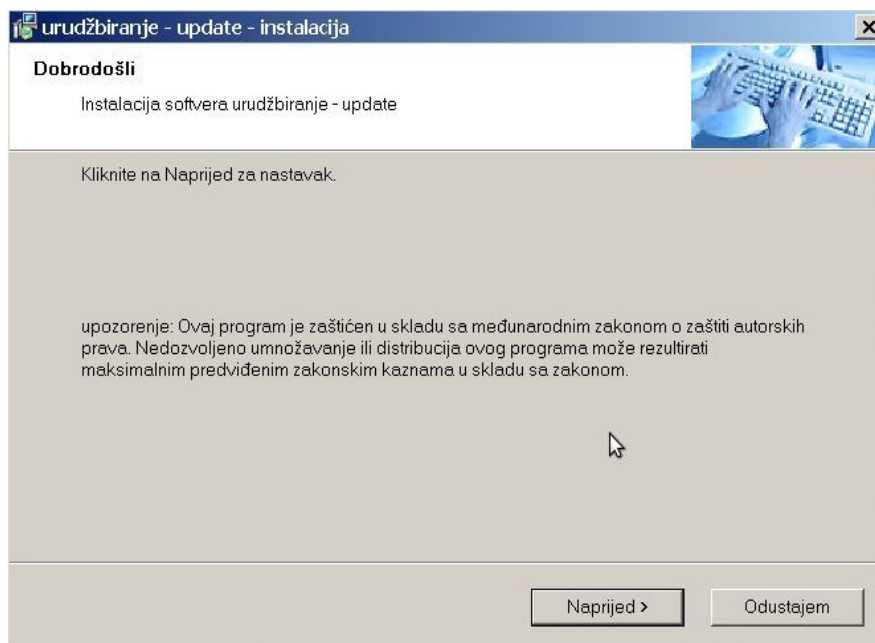 urudžbiranje - update - instalacija
Dobrodošli
Instalacija softvera urudžbiranje - update
Kliknite na Naprijed za nastavak.
upozorenje: Ovaj program je zaštićen u skladu sa međunarodnim zakonom o zaštiti autorskih
prava. Nedozvoljeno umnožavanje ili distribucija ovog programa može rezultirati
maksimalnim predviđenim zakonskim kaznama u skladu sa zakonom.
Naprijed >
Odustajem